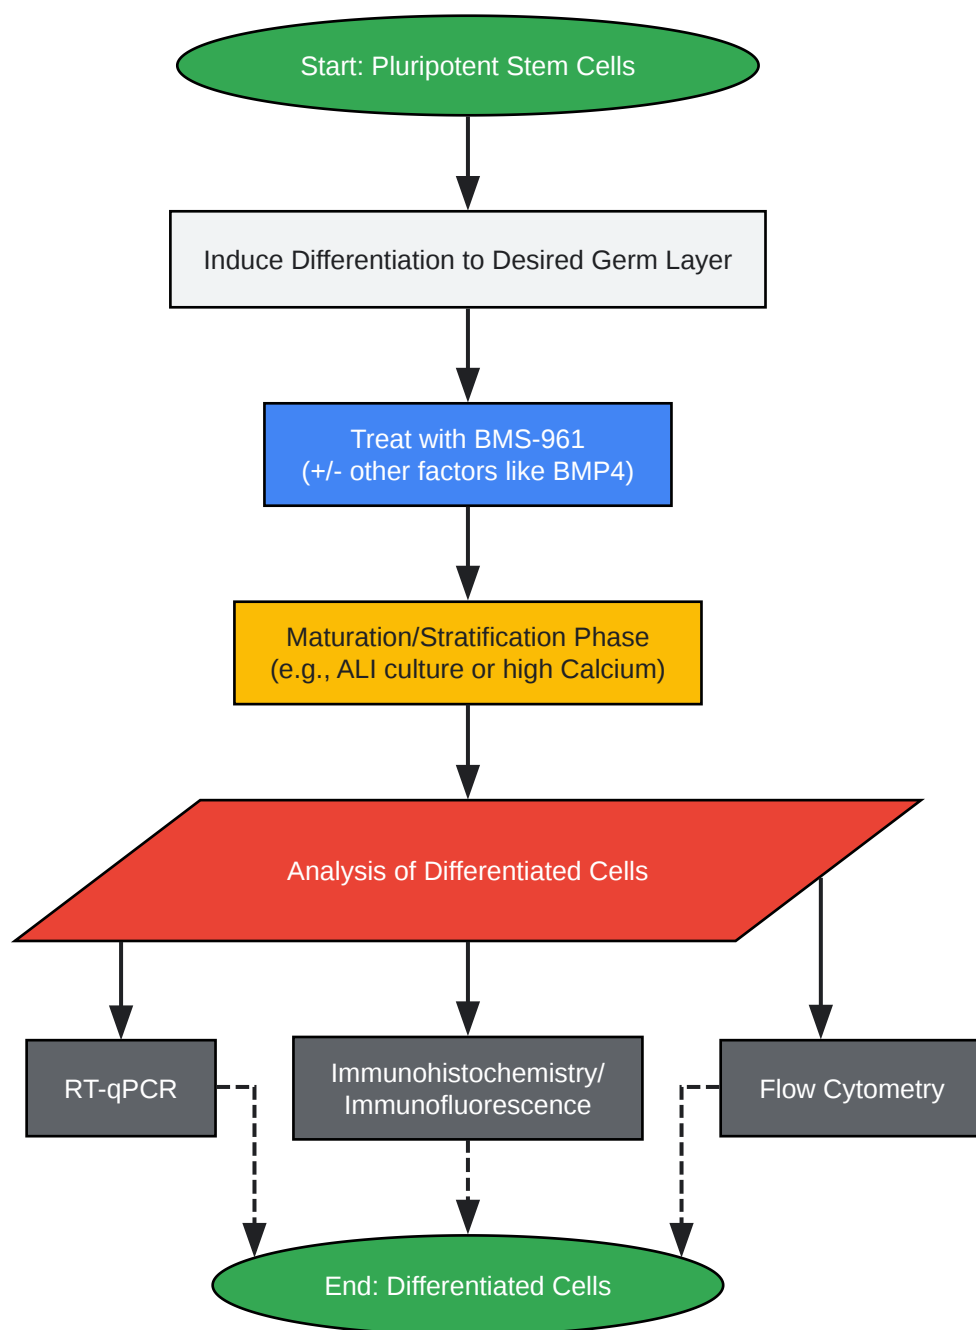 Start: Pluripotent Stem Cells
Induce Differentiation to Desired Germ Layer
Treat with BMS-961
(+/- other factors like BMP4)
Maturation/Stratification Phase
(e.g., ALI culture or high Calcium)
Analysis of Differentiated Cells
RT-qPCR
Immunohistochemistry/
Immunofluorescence
Flow Cytometry
End: Differentiated Cells